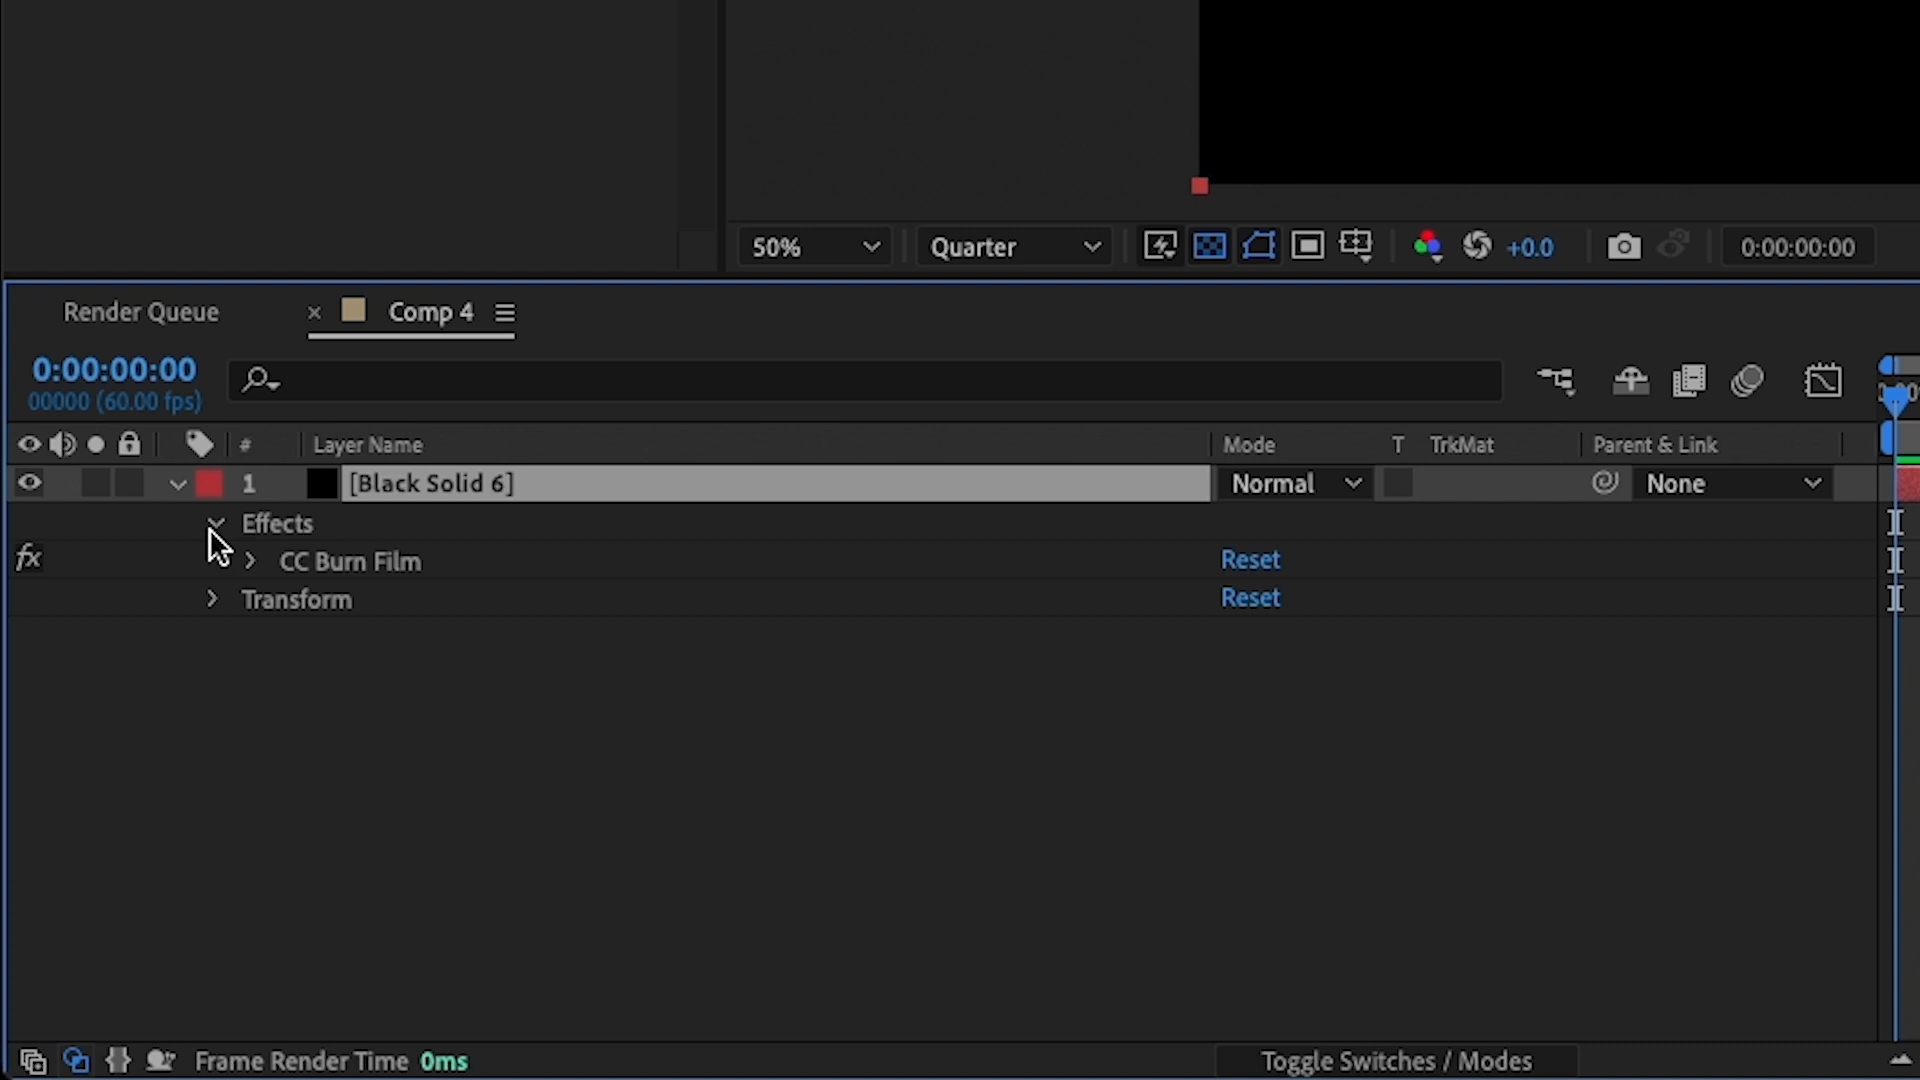 50%
Quarter
+0.0
0:00:00:00
Render Queue
× Comp 4
0:00:00:00
00000 (60.00 fps)
# Layer Name Mode T TrkMat Parent & Link
1 [Black Solid 6] Normal None
Effects
fx CC Burn Film Reset
Transform Reset
Frame Render Time 0ms
Toggle Switches / Modes